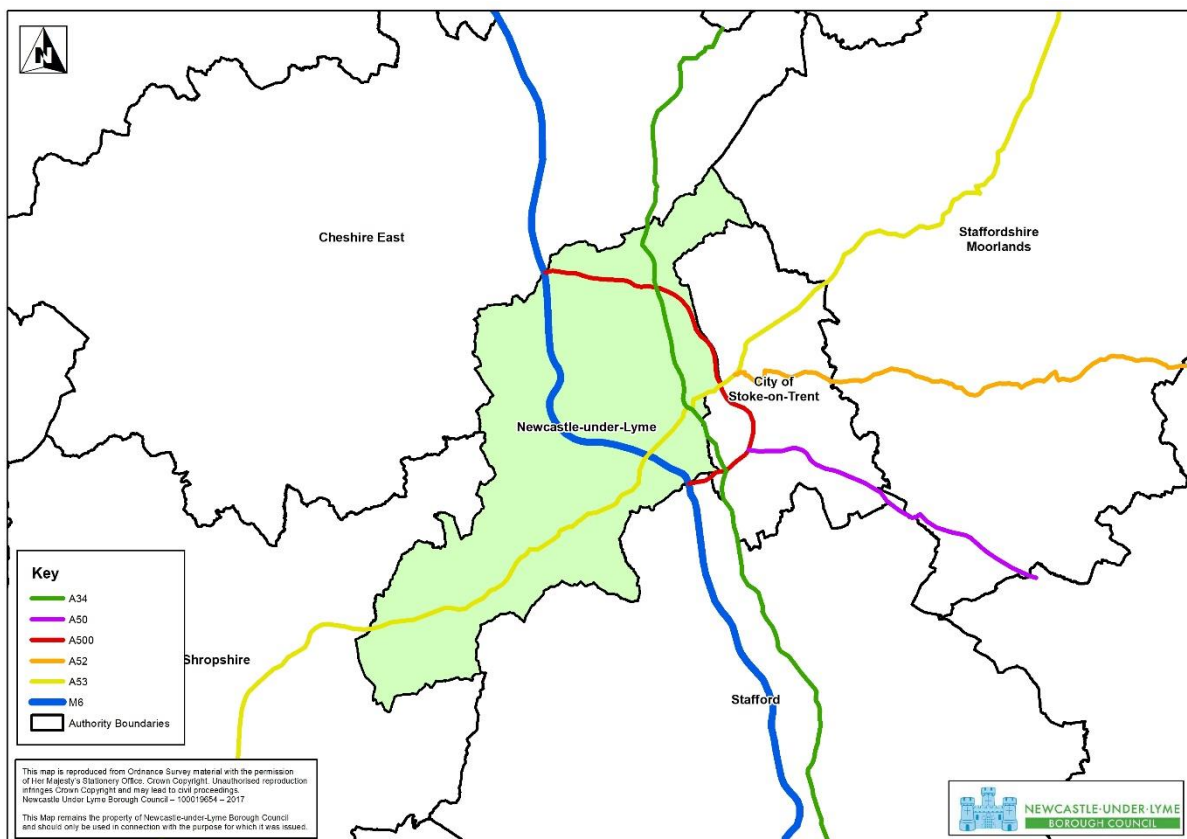 N
Cheshire East
Staffordshire
Moorlands
City of
Stoke-on-Trent
Newcastle-under-Lyme
Shropshire
Stafford
Key
A34
A50
A500
A52
A53
M6
Authority Boundaries
This map is reproduced from Ordnance Survey material with the permission
of Her Majesty's Stationery Office. Crown Copyright. Unauthorised reproduction
infringes Crown Copyright and may lead to civil proceedings.
Newcastle Under Lyme Borough Council – 100019654 – 2017
This Map remains the property of Newcastle-under-Lyme Borough Council
and should only be used in connection with the purpose for which it was issued.
NEWCASTLE·UNDER·LYME
BOROUGH COUNCIL